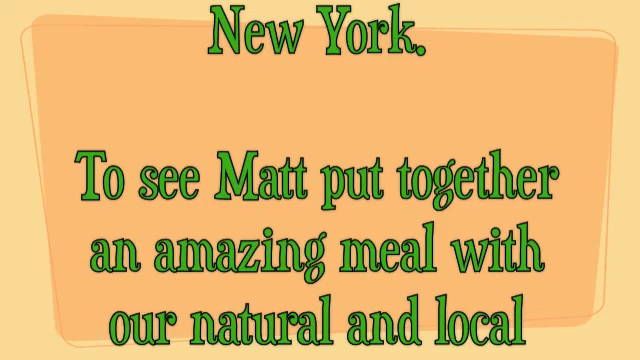 New York.
To see Matt put together
an amazing meal with
our natural and local